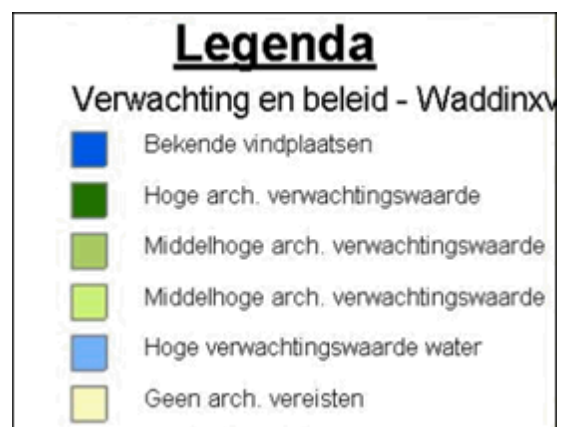 Legenda
Verwachting en beleid - Waddinxv
Bekende vindplaatsen
Hoge arch. verwachtingswaarde
Middelhoge arch. verwachtingswaarde
Middelhoge arch. verwachtingswaarde
Hoge verwachtingswaarde water
Geen arch. vereisten